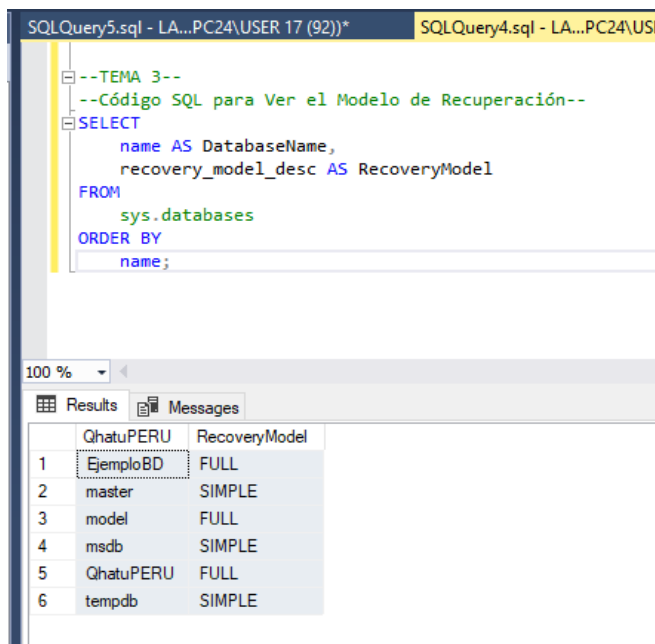 SQLQuery5.sql - LA...PC24\USER 17 (92))*
SQLQuery4.sql - LA...PC24\US
--TEMA 3--
--Código SQL para Ver el Modelo de Recuperación--
SELECT
name AS DatabaseName,
recovery_model_desc AS RecoveryModel
FROM
sys.databases
ORDER BY
name;
100 %
Results Messages
QhatuPERU RecoveryModel
1 EjemploBD FULL
2 master SIMPLE
3 model FULL
4 msdb SIMPLE
5 QhatuPERU FULL
6 tempdb SIMPLE